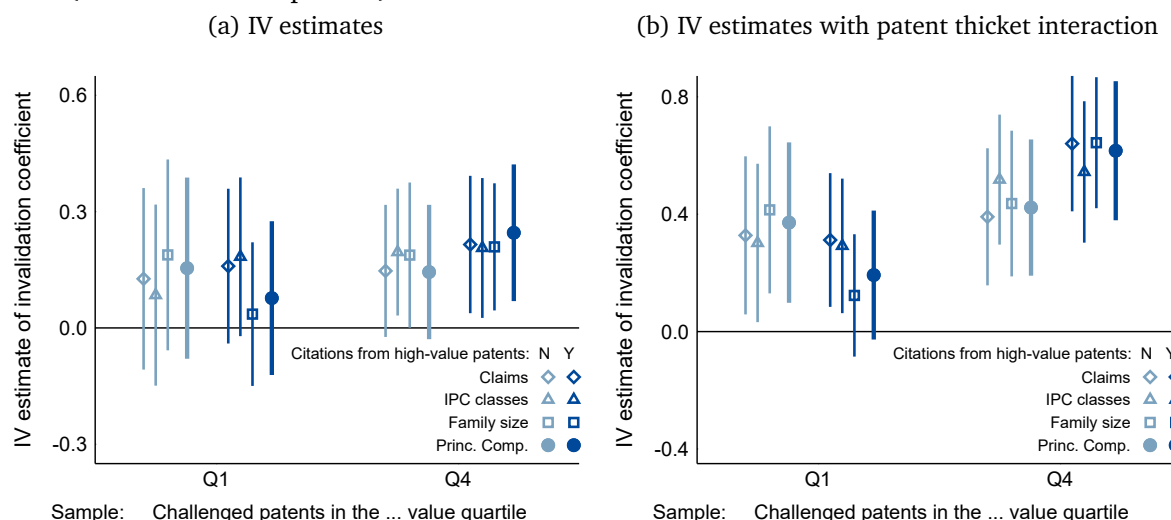 (a) IV estimates
(b) IV estimates with patent thicket interaction
IV estimate of invalidation coefficient
0.6
0.3
0.0
-0.3
Citations from high-value patents: N Y
Claims
IPC classes
Family size
Princ. Comp.
Q1 Q4
Sample: Challenged patents in the ... value quartile
IV estimate of invalidation coefficient
0.8
0.4
0.0
-0.4
Citations from high-value patents: N Y
Claims
IPC classes
Family size
Princ. Comp.
Q1 Q4
Sample: Challenged patents in the ... value quartile